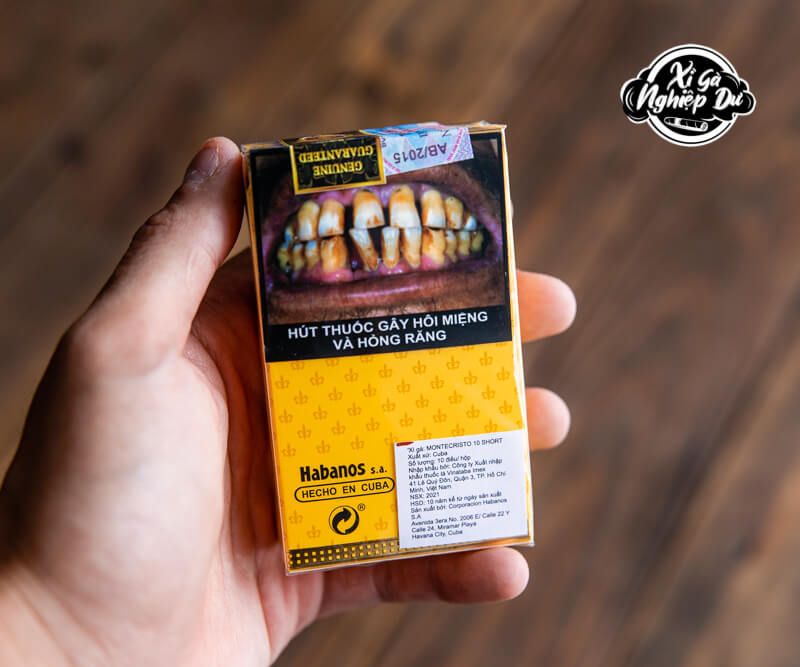 Xì Gà
Nghiệp Dư
GENUINE
GUARANTEED
AB/2015
HÚT THUỐC GÂY HÔI MIỆNG
VÀ HỎNG RĂNG
Habanos s.a.
HECHO EN CUBA
®
"Xì gà: MONTECRISTO 10 SHORT
Xuất xứ: Cuba
Số lượng: 10 điếu/ hộp
Nhập khẩu bởi: Công ty Xuất nhập
khẩu thuốc lá Vinataba imex
41 Lê Quý Đôn, Quận 3, TP. Hồ Chí
Minh, Việt Nam
NSX: 2021
HSD: 10 năm kể từ ngày sản xuất
Sản xuất bởi: Corporacion Habanos
S.A
Avenida 3era No. 2006 E/ Calle 22 Y
Calle 24, Miramar Playa
Havana City, Cuba